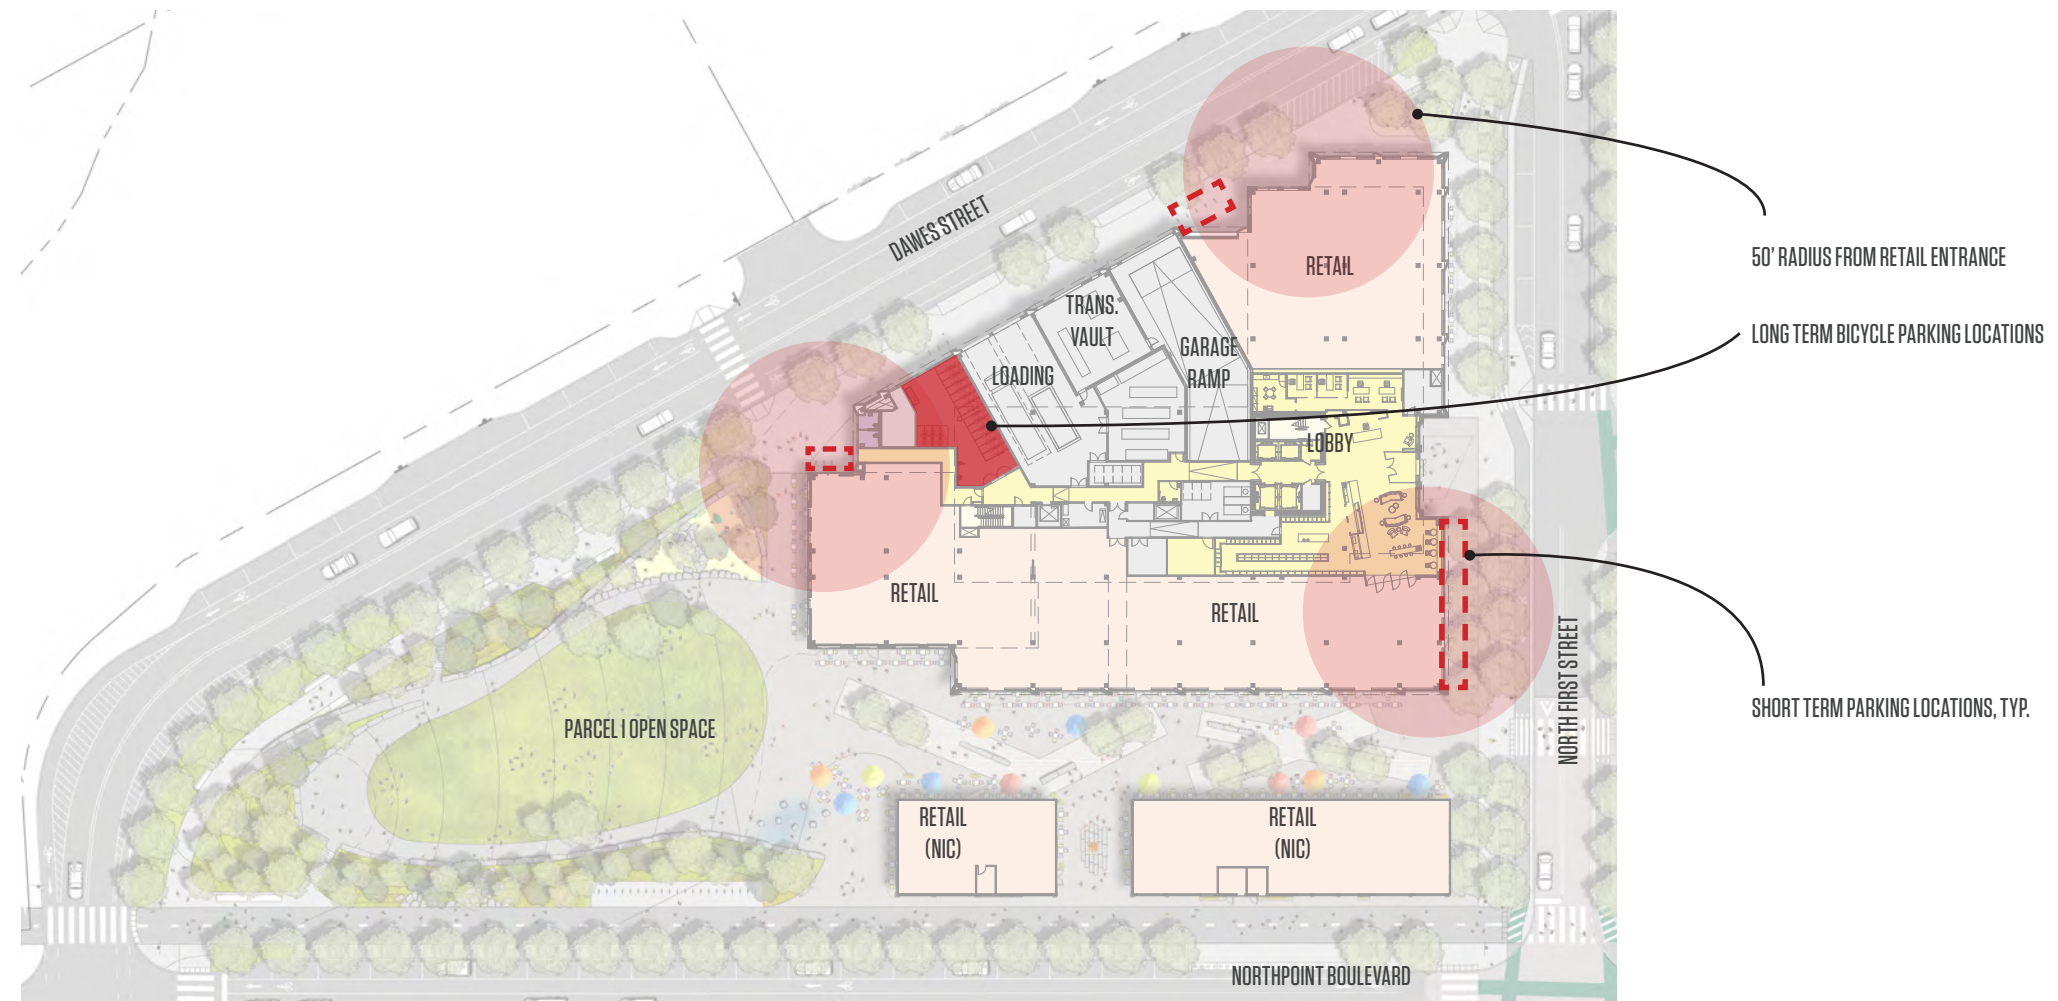 DAWES STREET
RETAIL
50' RADIUS FROM RETAIL ENTRANCE
TRANS.
VAULT
LONG TERM BICYCLE PARKING LOCATIONS
GARAGE
RAMP
LOADING
LOBBY
RETAIL
RETAIL
NORTH FIRST STREET
SHORT TERM PARKING LOCATIONS, TYP.
PARCEL I OPEN SPACE
RETAIL
(NIC)
RETAIL
(NIC)
NORTHPOINT BOULEVARD